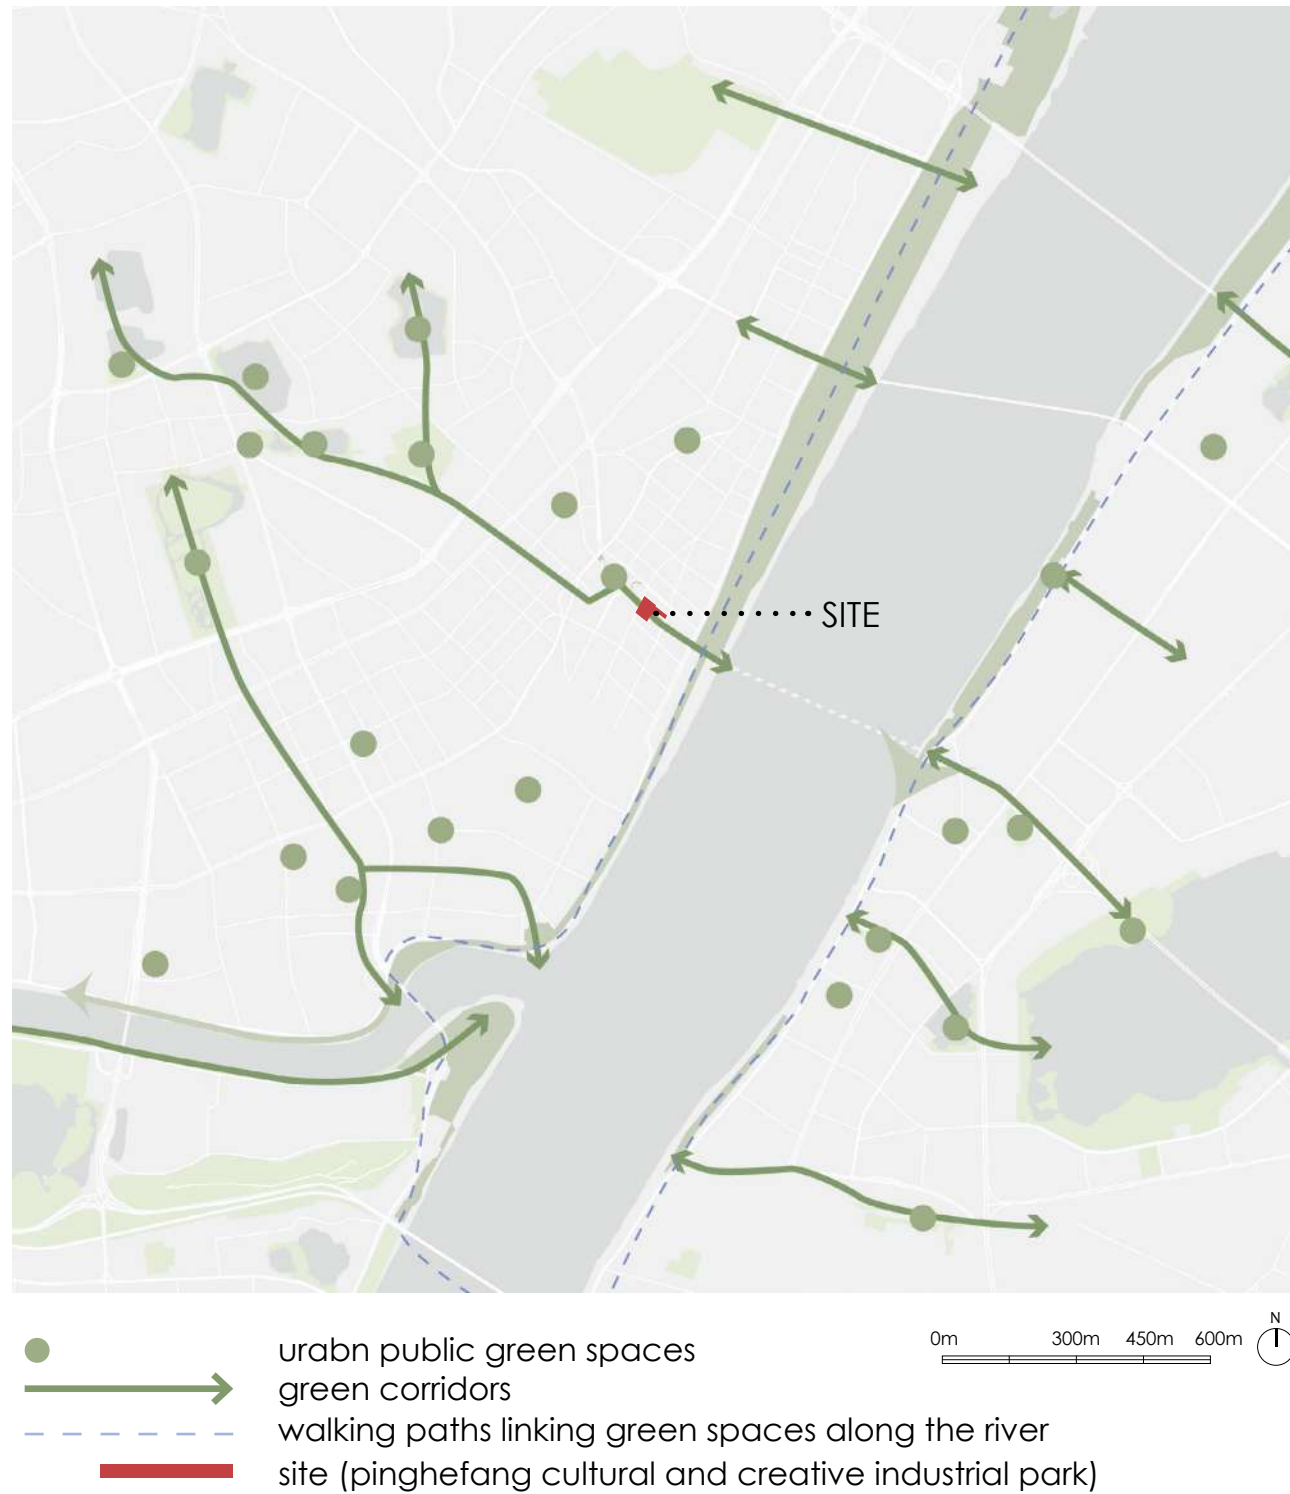 SITE
N
0m 300m 450m 600m
urabn public green spaces
green corridors
walking paths linking green spaces along the river
site (pinghefang cultural and creative industrial park)